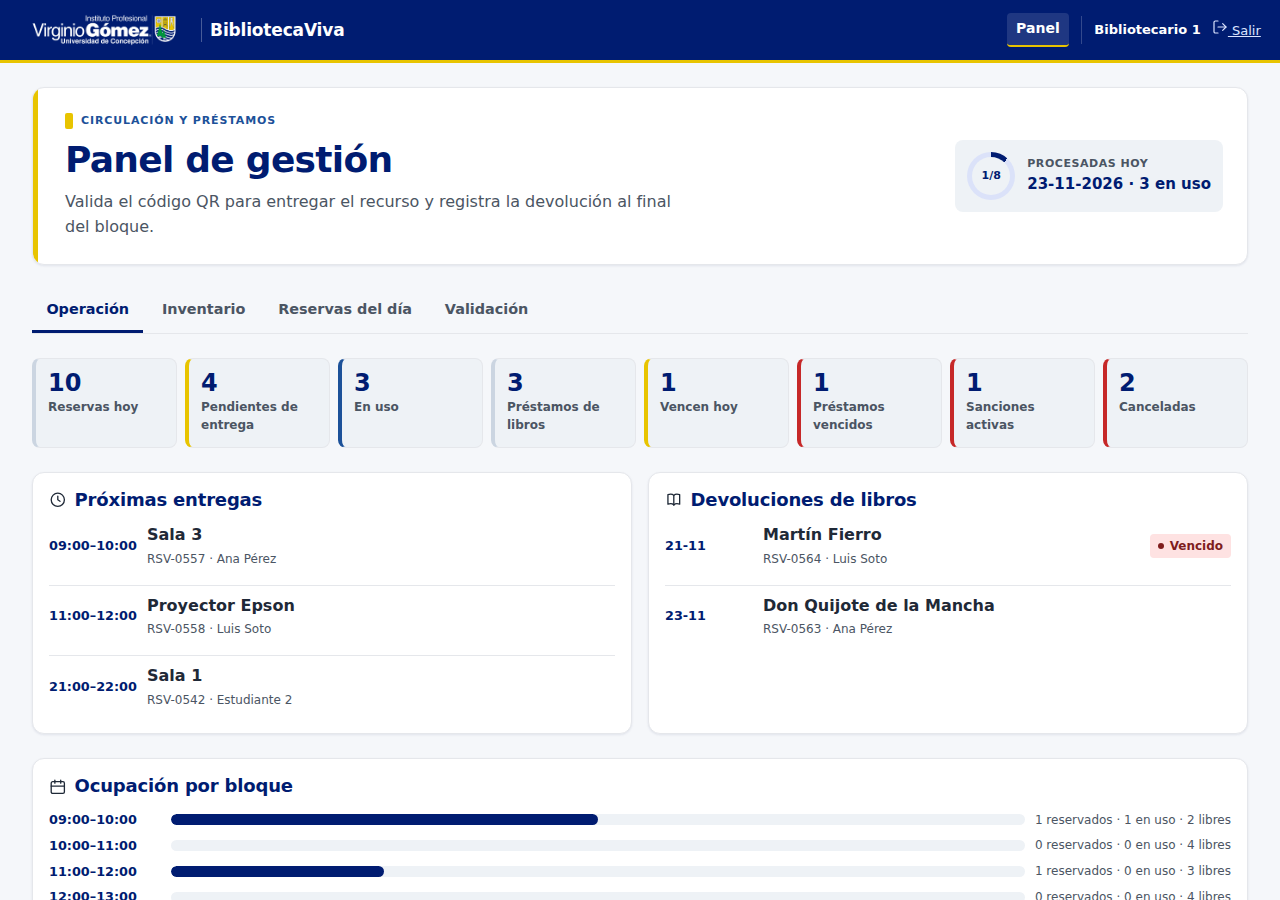 Instituto Profesional
VirginioGómez
Universidad de Concepción
BibliotecaViva
Panel
Bibliotecario 1
Salir
CIRCULACIÓN Y PRÉSTAMOS
Panel de gestión
Valida el código QR para entregar el recurso y registra la devolución al final
del bloque.
1/8
PROCESADAS HOY
23-11-2026 · 3 en uso
Operación
Inventario
Reservas del día
Validación
10
Reservas hoy
4
Pendientes de
entrega
3
En uso
3
Préstamos de
libros
1
Vencen hoy
1
Préstamos
vencidos
1
Sanciones
activas
2
Canceladas
Próximas entregas
09:00–10:00
Sala 3
RSV-0557 · Ana Pérez
11:00–12:00
Proyector Epson
RSV-0558 · Luis Soto
21:00–22:00
Sala 1
RSV-0542 · Estudiante 2
Devoluciones de libros
21-11
Martín Fierro
RSV-0564 · Luis Soto
Vencido
23-11
Don Quijote de la Mancha
RSV-0563 · Ana Pérez
Ocupación por bloque
09:00–10:00
1 reservados · 1 en uso · 2 libres
10:00–11:00
0 reservados · 0 en uso · 4 libres
11:00–12:00
1 reservados · 0 en uso · 3 libres
12:00–13:00
0 reservados · 0 en uso · 4 libres